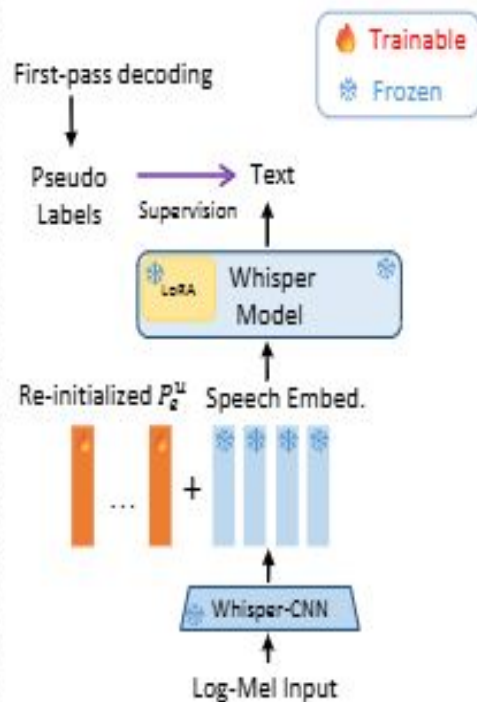 Trainable
Frozen
First-pass decoding
Pseudo Labels
Supervision
Text
LoRA
Whisper Model
Re-initialized $P_e^u$
Speech Embed.
... +
Whisper-CNN
Log-Mel Input